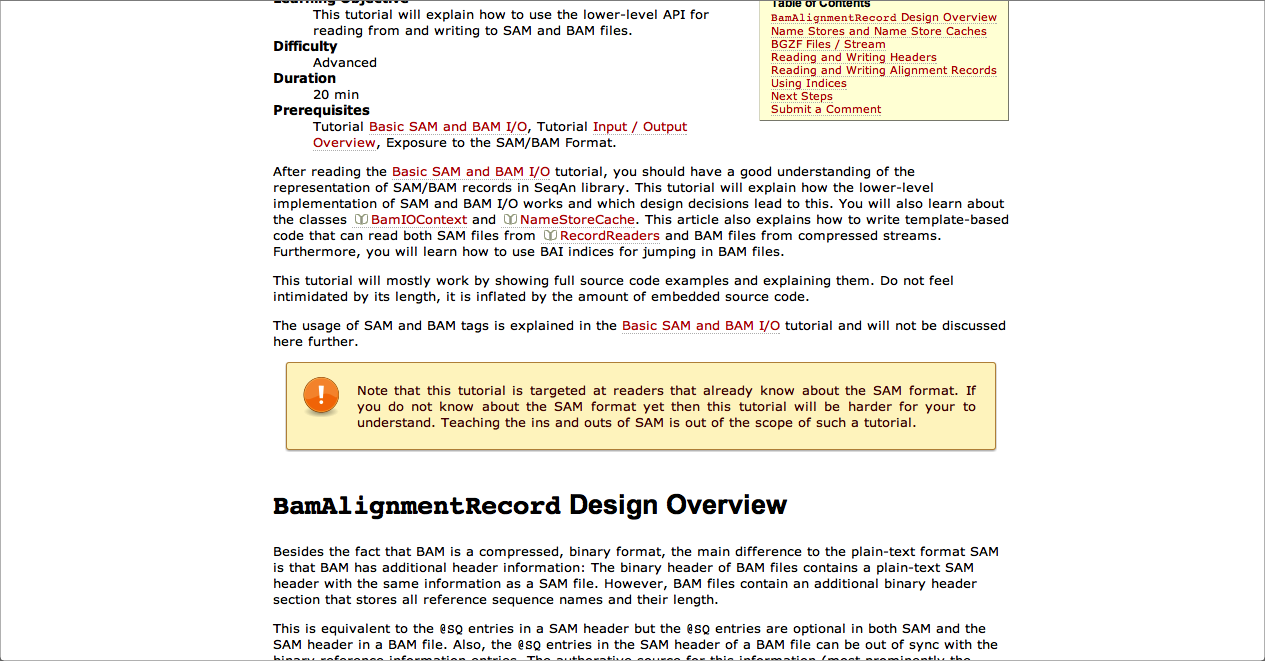 Learning Objective
This tutorial will explain how to use the lower-level API for
reading from and writing to SAM and BAM files.
Difficulty
Advanced
Duration
20 min
Prerequisites
Tutorial Basic SAM and BAM I/O, Tutorial Input / Output
Overview, Exposure to the SAM/BAM Format.
Table of Contents
BamAlignmentRecord Design Overview
Name Stores and Name Store Caches
BGZF Files / Stream
Reading and Writing Headers
Reading and Writing Alignment Records
Using Indices
Next Steps
Submit a Comment
After reading the Basic SAM and BAM I/O tutorial, you should have a good understanding of the
representation of SAM/BAM records in SeqAn library. This tutorial will explain how the lower-level
implementation of SAM and BAM I/O works and which design decisions lead to this. You will also learn about
the classes BamIOContext and NameStoreCache. This article also explains how to write template-based
code that can read both SAM files from RecordReaders and BAM files from compressed streams.
Furthermore, you will learn how to use BAI indices for jumping in BAM files.
This tutorial will mostly work by showing full source code examples and explaining them. Do not feel
intimidated by its length, it is inflated by the amount of embedded source code.
The usage of SAM and BAM tags is explained in the Basic SAM and BAM I/O tutorial and will not be discussed
here further.
Note that this tutorial is targeted at readers that already know about the SAM format. If
you do not know about the SAM format yet then this tutorial will be harder for your to
understand. Teaching the ins and outs of SAM is out of the scope of such a tutorial.
BamAlignmentRecord Design Overview
Besides the fact that BAM is a compressed, binary format, the main difference to the plain-text format SAM
is that BAM has additional header information: The binary header of BAM files contains a plain-text SAM
header with the same information as a SAM file. However, BAM files contain an additional binary header
section that stores all reference sequence names and their length.
This is equivalent to the @SQ entries in a SAM header but the @SQ entries are optional in both SAM and the
SAM header in a BAM file. Also, the @SQ entries in the SAM header of a BAM file can be out of sync with the
binary reference information entries. The authorative source for this information (most prominently the